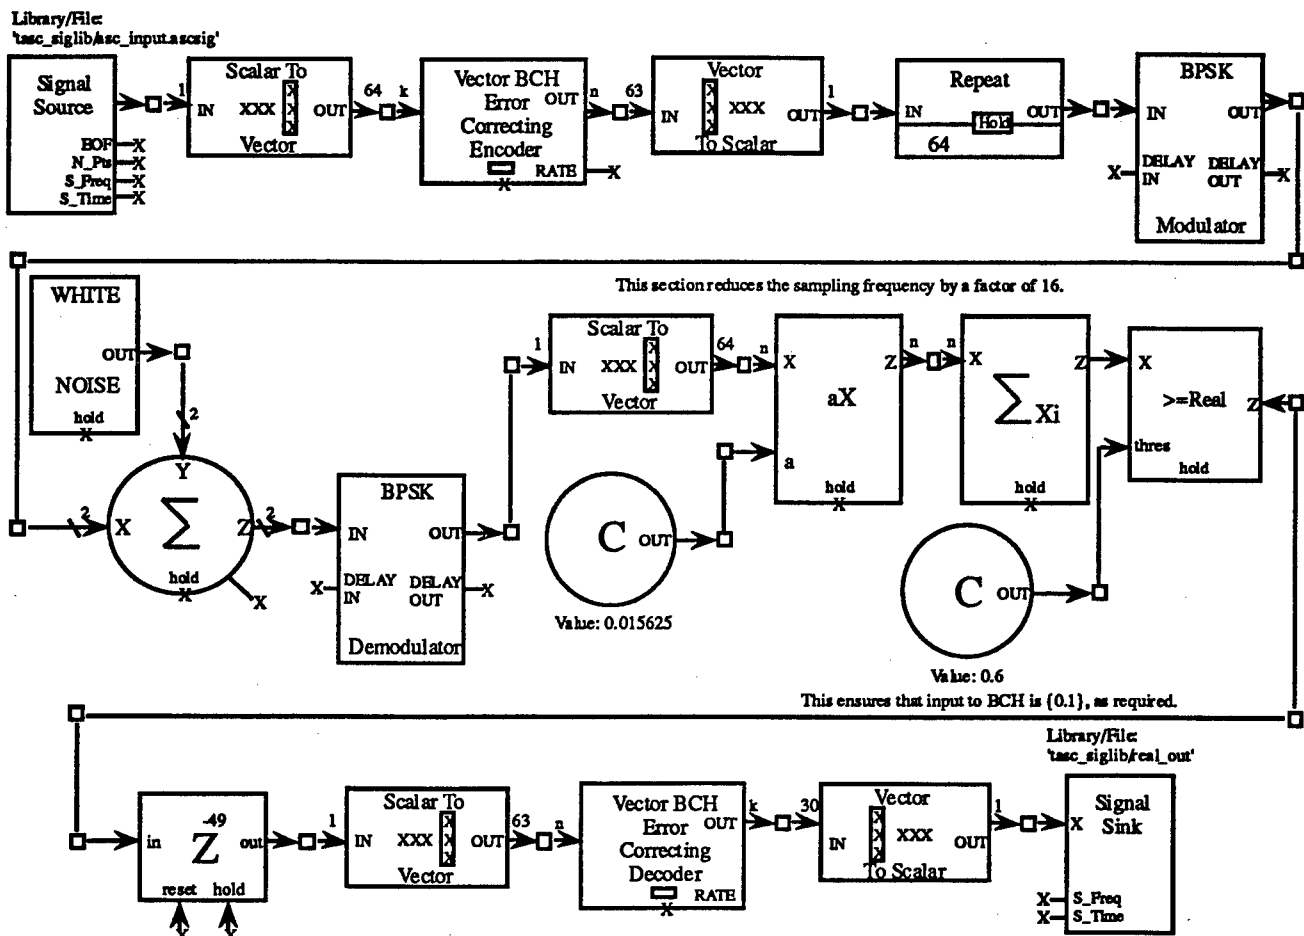 Library/File:
'tasc_siglib/asc_input.ascsig'
Signal
Source
BOF X
N_Pts X
S_Freq X
S_Time X
1
Scalar To
IN XXX X X X OUT
Vector
64 k
Vector BCH
Error
Correcting
Encoder
OUT
RATE X
X
n 63
Vector
IN X X X XXX OUT
To Scalar
1
Repeat
IN OUT
Hold
64
BPSK
IN OUT
X DELAY IN
DELAY OUT X
Modulator
This section reduces the sampling frequency by a factor of 16.
WHITE
OUT
NOISE
hold
X
2
Y
2 X Σ Z 2
hold
X X
BPSK
IN OUT
X DELAY IN
DELAY OUT X
Demodulator
1
Scalar To
IN XXX X X X OUT
Vector
64 n
X Z
aX
a
hold
X
C OUT
Value: 0.015625
n n
X Z
Σ Xi
hold
X
X
>=Real Z
thres
hold
C OUT
Value: 0.6
This ensures that input to BCH is {0.1}, as required.
Library/File:
'tasc_siglib/real_out'
in Z -49 out
reset hold
X X
1
Scalar To
IN XXX X X X OUT
Vector
63 n
Vector BCH
Error
Correcting
Decoder
OUT
RATE
X
k 30
Vector
IN X X X XXX OUT
To Scalar
1
X Signal
Sink
X S_Freq
X S_Time